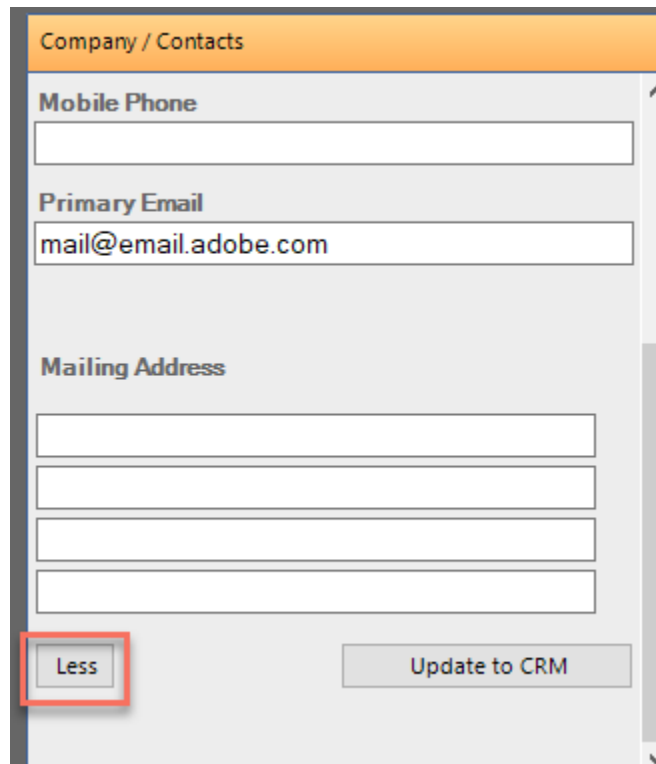 Company / Contacts
Mobile Phone
Primary Email
mail@email.adobe.com
Mailing Address
Less Update to CRM